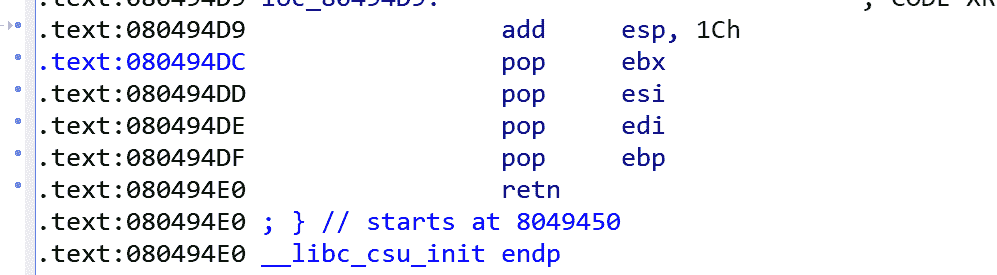 .text:080494D9 loc_80494D9: ; CODE XR
.text:080494D9 add esp, 1Ch
.text:080494DC pop ebx
.text:080494DD pop esi
.text:080494DE pop edi
.text:080494DF pop ebp
.text:080494E0 retn
.text:080494E0 ; } // starts at 8049450
.text:080494E0 __libc_csu_init endp